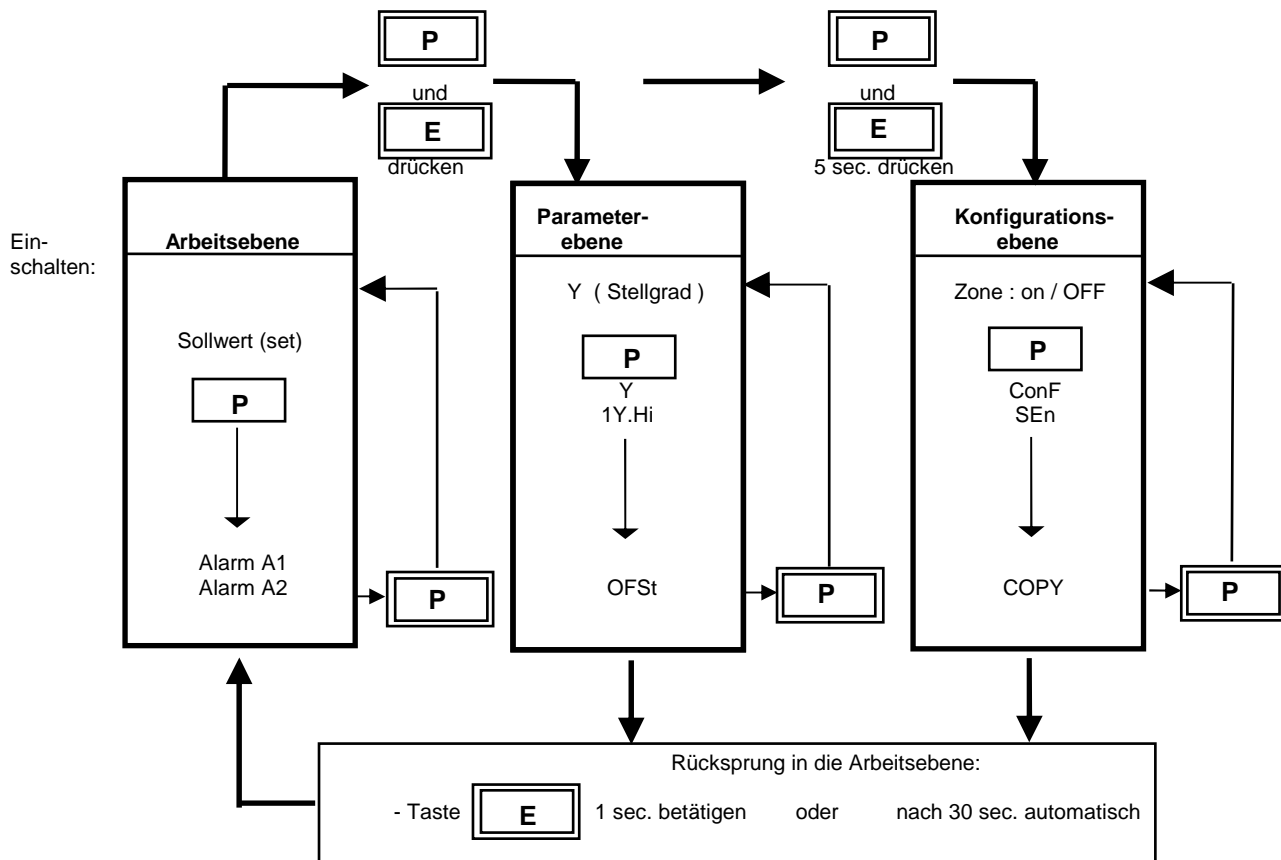 P
und
E
drücken
P
und
E
5 sec. drücken
Ein-
schalten:
Arbeitsebene
Sollwert (set)
P
Alarm A1
Alarm A2
P
Parameter-
ebene
Y ( Stellgrad )
P
Y
1Y.Hi
OFSt
P
Konfigurations-
ebene
Zone : on / OFF
P
ConF
SEn
COPY
P
Rücksprung in die Arbeitsebene:
- Taste E 1 sec. betätigen oder nach 30 sec. automatisch